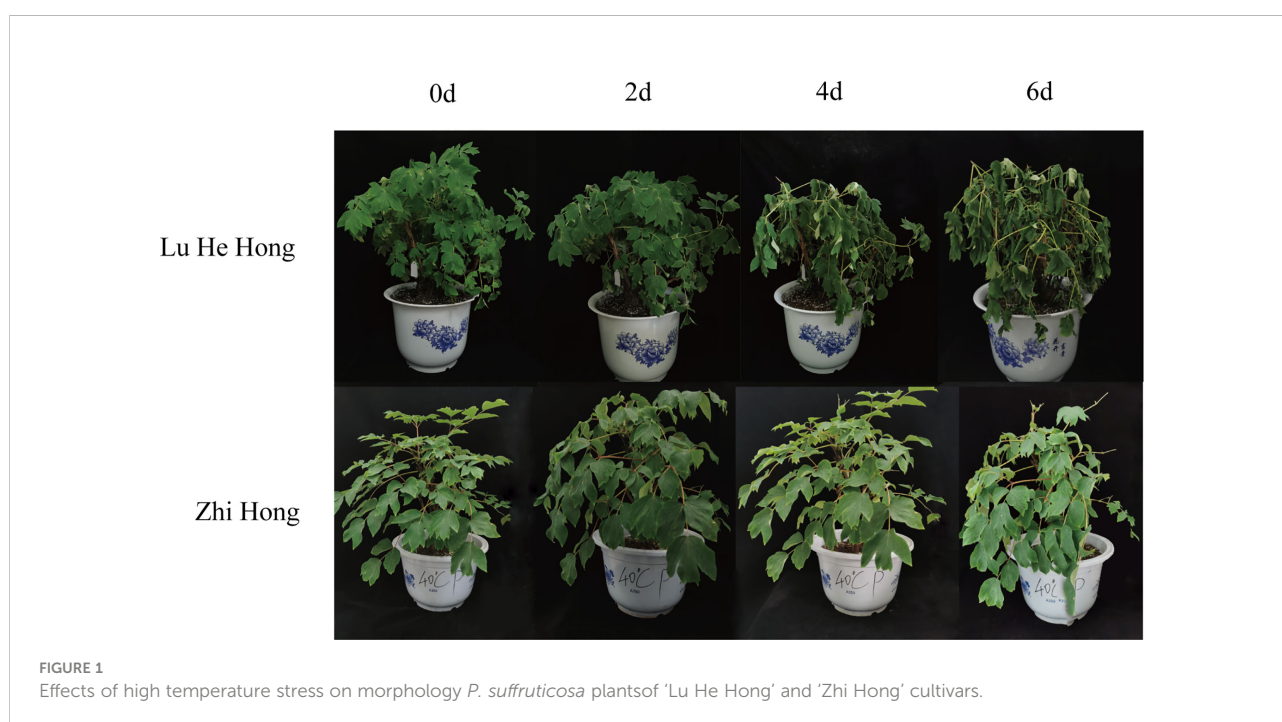 0d 2d 4d 6d
Lu He Hong
Zhi Hong
40°C P
40°C P
40°C P
40°C P
FIGURE 1
Effects of high temperature stress on morphology P. suffruticosa plantsof ‘Lu He Hong’ and ‘Zhi Hong’ cultivars.